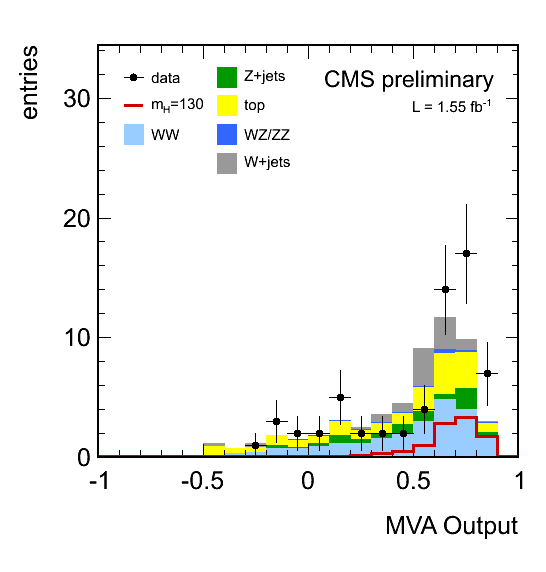 entries
CMS preliminary
L = 1.55 fb⁻¹
data
m_H=130
WW
Z+jets
top
WZ/ZZ
W+jets
30
20
10
0
-1
-0.5
0
0.5
1
MVA Output